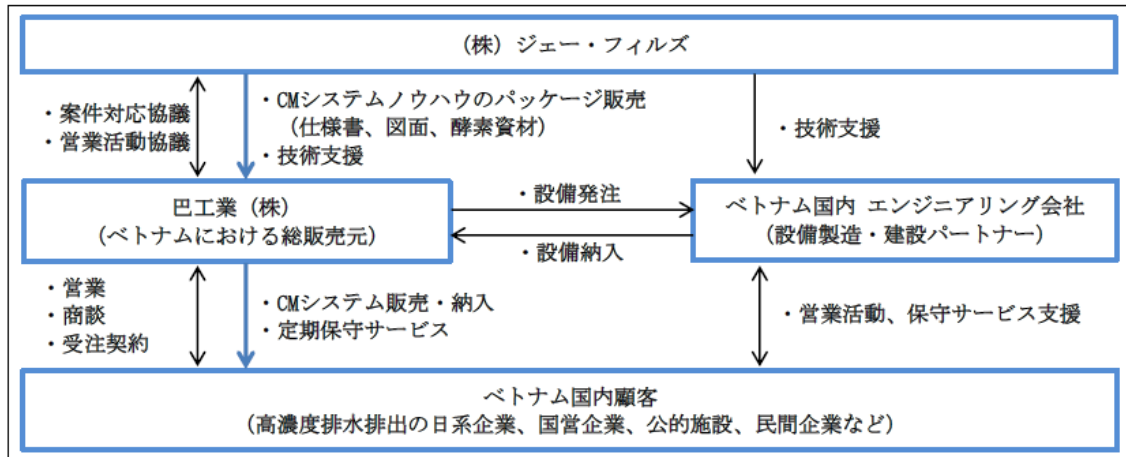 (株)ジェー・フィルズ
・案件対応協議
・営業活動協議
・CMシステムノウハウのパッケージ販売
(仕様書、図面、酵素資材)
・技術支援
・技術支援
巴工業(株)
(ベトナムにおける総販売元)
・設備発注
・設備納入
ベトナム国内 エンジニアリング会社
(設備製造・建設パートナー)
・営業
・商談
・受注契約
・CMシステム販売・納入
・定期保守サービス
・営業活動、保守サービス支援
ベトナム国内顧客
(高濃度排水排出の日系企業、国営企業、公的施設、民間企業など)